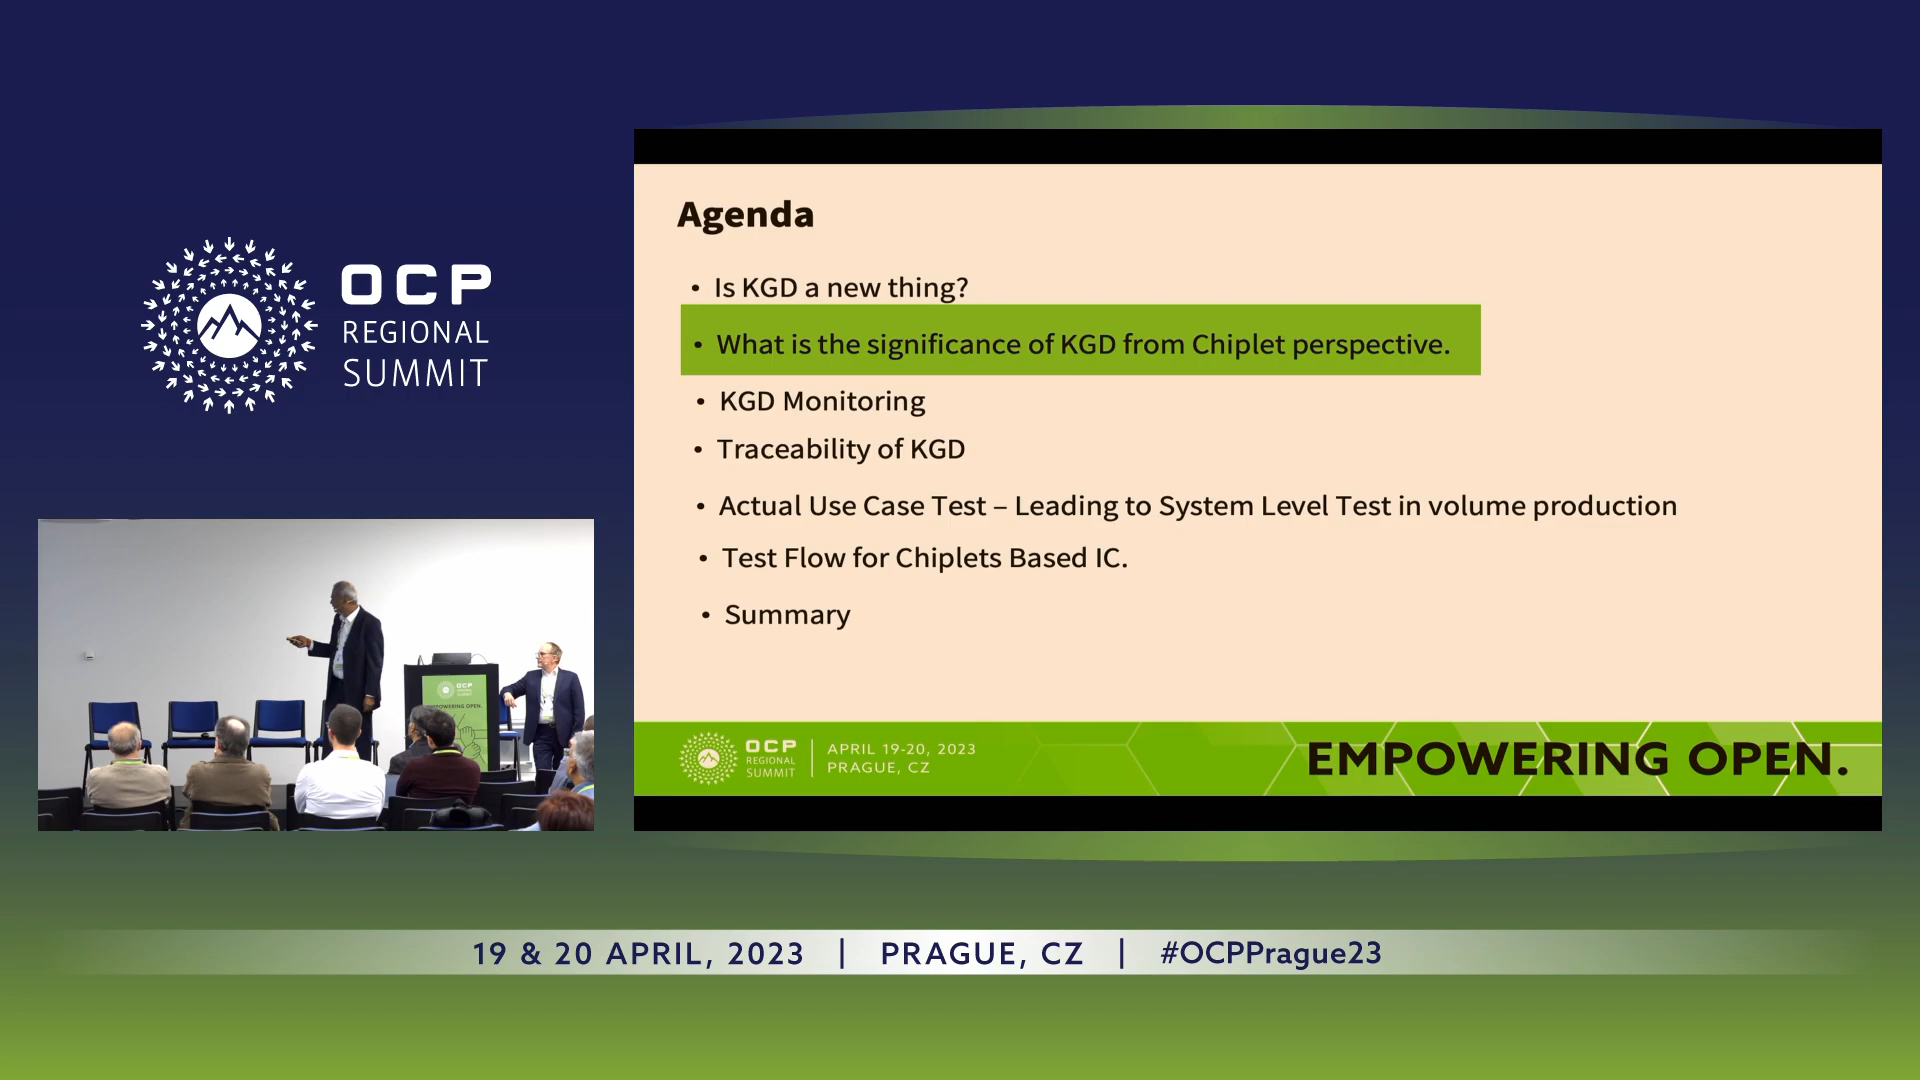 OCP
REGIONAL
SUMMIT
Agenda
• Is KGD a new thing?
• What is the significance of KGD from Chiplet perspective.
• KGD Monitoring
• Traceability of KGD
• Actual Use Case Test – Leading to System Level Test in volume production
• Test Flow for Chiplets Based IC.
• Summary
OCP
REGIONAL
SUMMIT
APRIL 19-20, 2023
PRAGUE, CZ
EMPOWERING OPEN.
OCP
EMPOWERING OPEN.
19 & 20 APRIL, 2023 | PRAGUE, CZ | #OCPPrague23